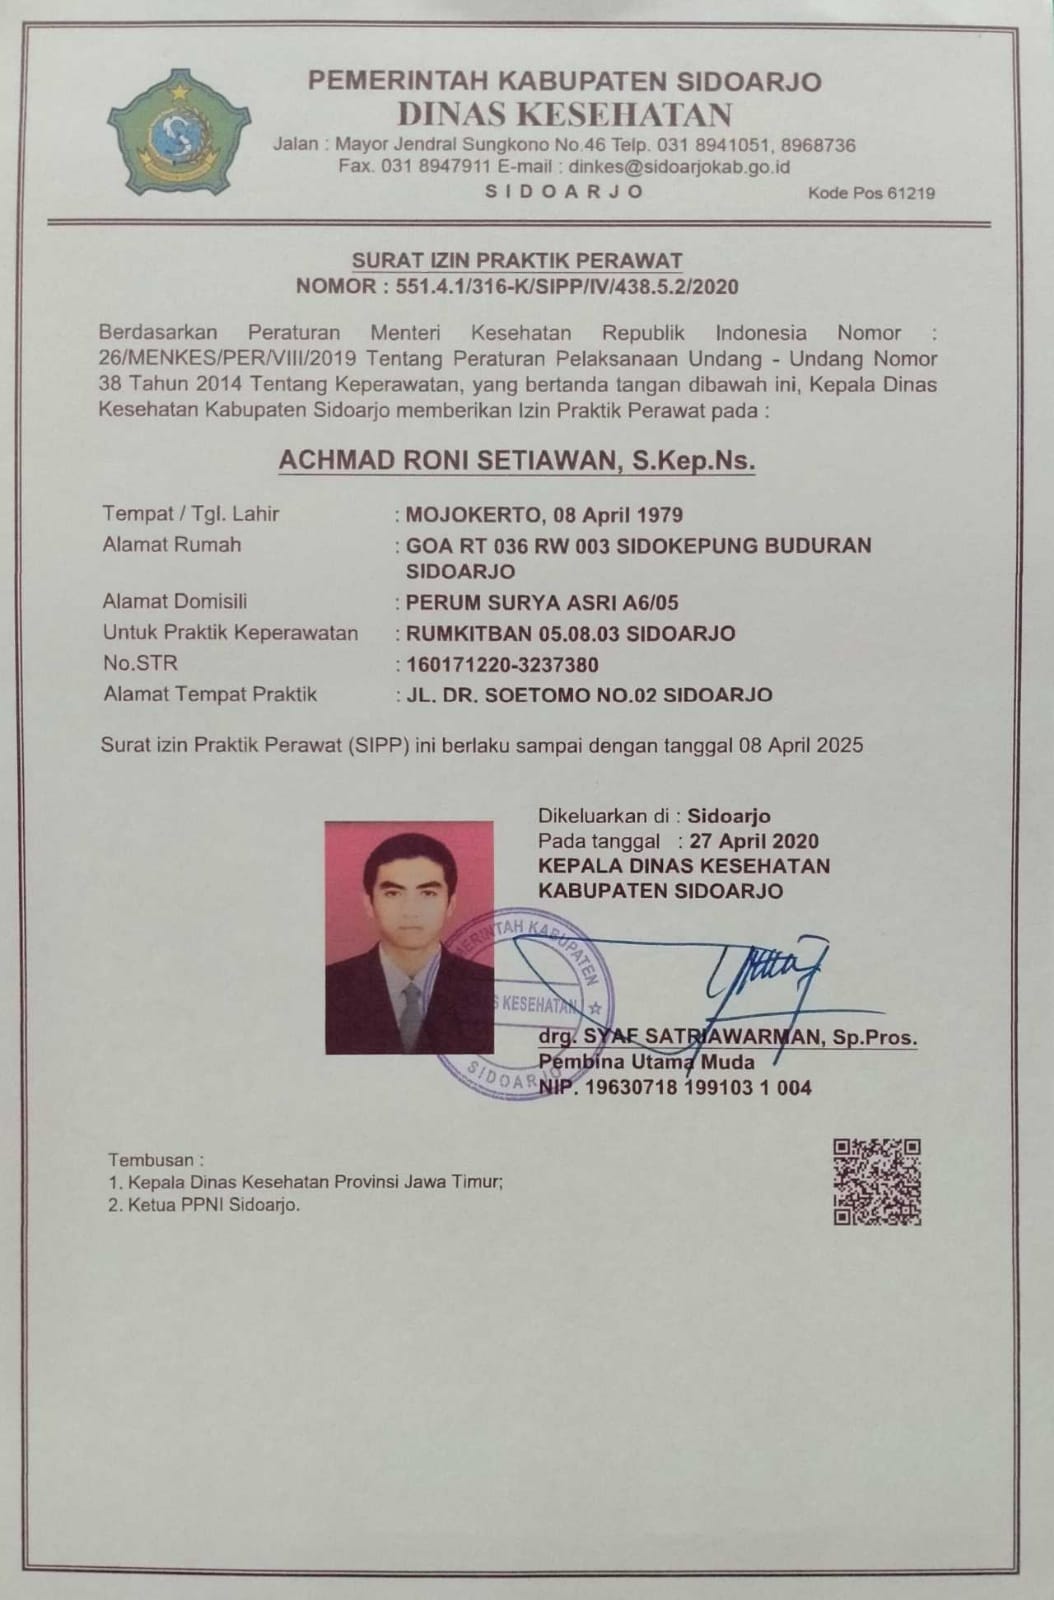 PEMERINTAH KABUPATEN SIDOARJO
DINAS KESEHATAN
Jalan : Mayor Jendral Sungkono No.46 Telp. 031 8941051, 8968736
Fax. 031 8947911 E-mail : dinkes@sidoarjokab.go.id
SIDOARJO
Kode Pos 61219
SURAT IZIN PRAKTIK PERAWAT
NOMOR : 551.4.1/316-K/SIPP/IV/438.5.2/2020
Berdasarkan Peraturan Menteri Kesehatan Republik Indonesia Nomor :
26/MENKES/PER/VIII/2019 Tentang Peraturan Pelaksanaan Undang - Undang Nomor
38 Tahun 2014 Tentang Keperawatan, yang bertanda tangan dibawah ini, Kepala Dinas
Kesehatan Kabupaten Sidoarjo memberikan Izin Praktik Perawat pada :
ACHMAD RONI SETIAWAN, S.Kep.Ns.
Tempat / Tgl. Lahir : MOJOKERTO, 08 April 1979
Alamat Rumah : GOA RT 036 RW 003 SIDOKEPUNG BUDURAN
SIDOARJO
Alamat Domisili : PERUM SURYA ASRI A6/05
Untuk Praktik Keperawatan : RUMKITBAN 05.08.03 SIDOARJO
No.STR : 160171220-3237380
Alamat Tempat Praktik : JL. DR. SOETOMO NO.02 SIDOARJO
Surat izin Praktik Perawat (SIPP) ini berlaku sampai dengan tanggal 08 April 2025
Dikeluarkan di : Sidoarjo
Pada tanggal : 27 April 2020
KEPALA DINAS KESEHATAN
KABUPATEN SIDOARJO
KABUPATEN
KESEHATAN
SIDOARJO
drg. SYAF SATRIAWARMAN, Sp.Pros.
Pembina Utama Muda
NIP. 19630718 199103 1 004
Tembusan :
1. Kepala Dinas Kesehatan Provinsi Jawa Timur;
2. Ketua PPNI Sidoarjo.